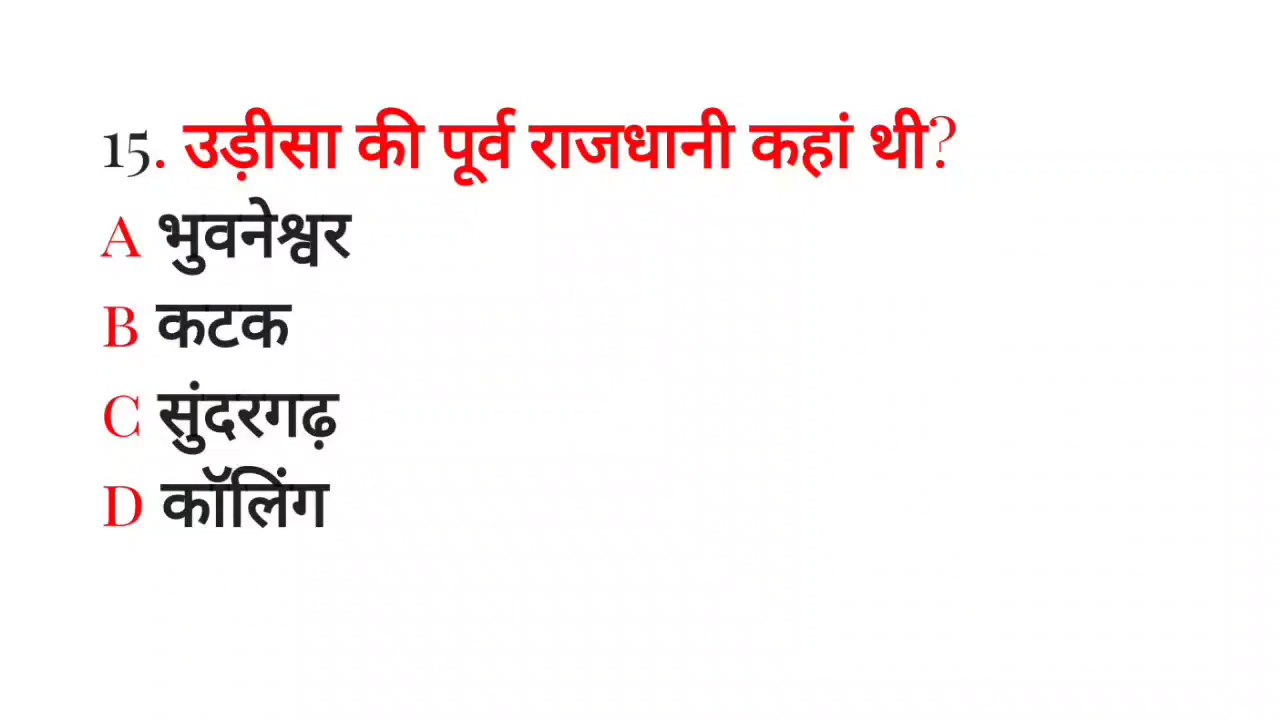 15. उड़ीसा की पूर्व राजधानी कहां थी?
A भुवनेश्वर
B कटक
C सुंदरगढ़
D कॉलिंग